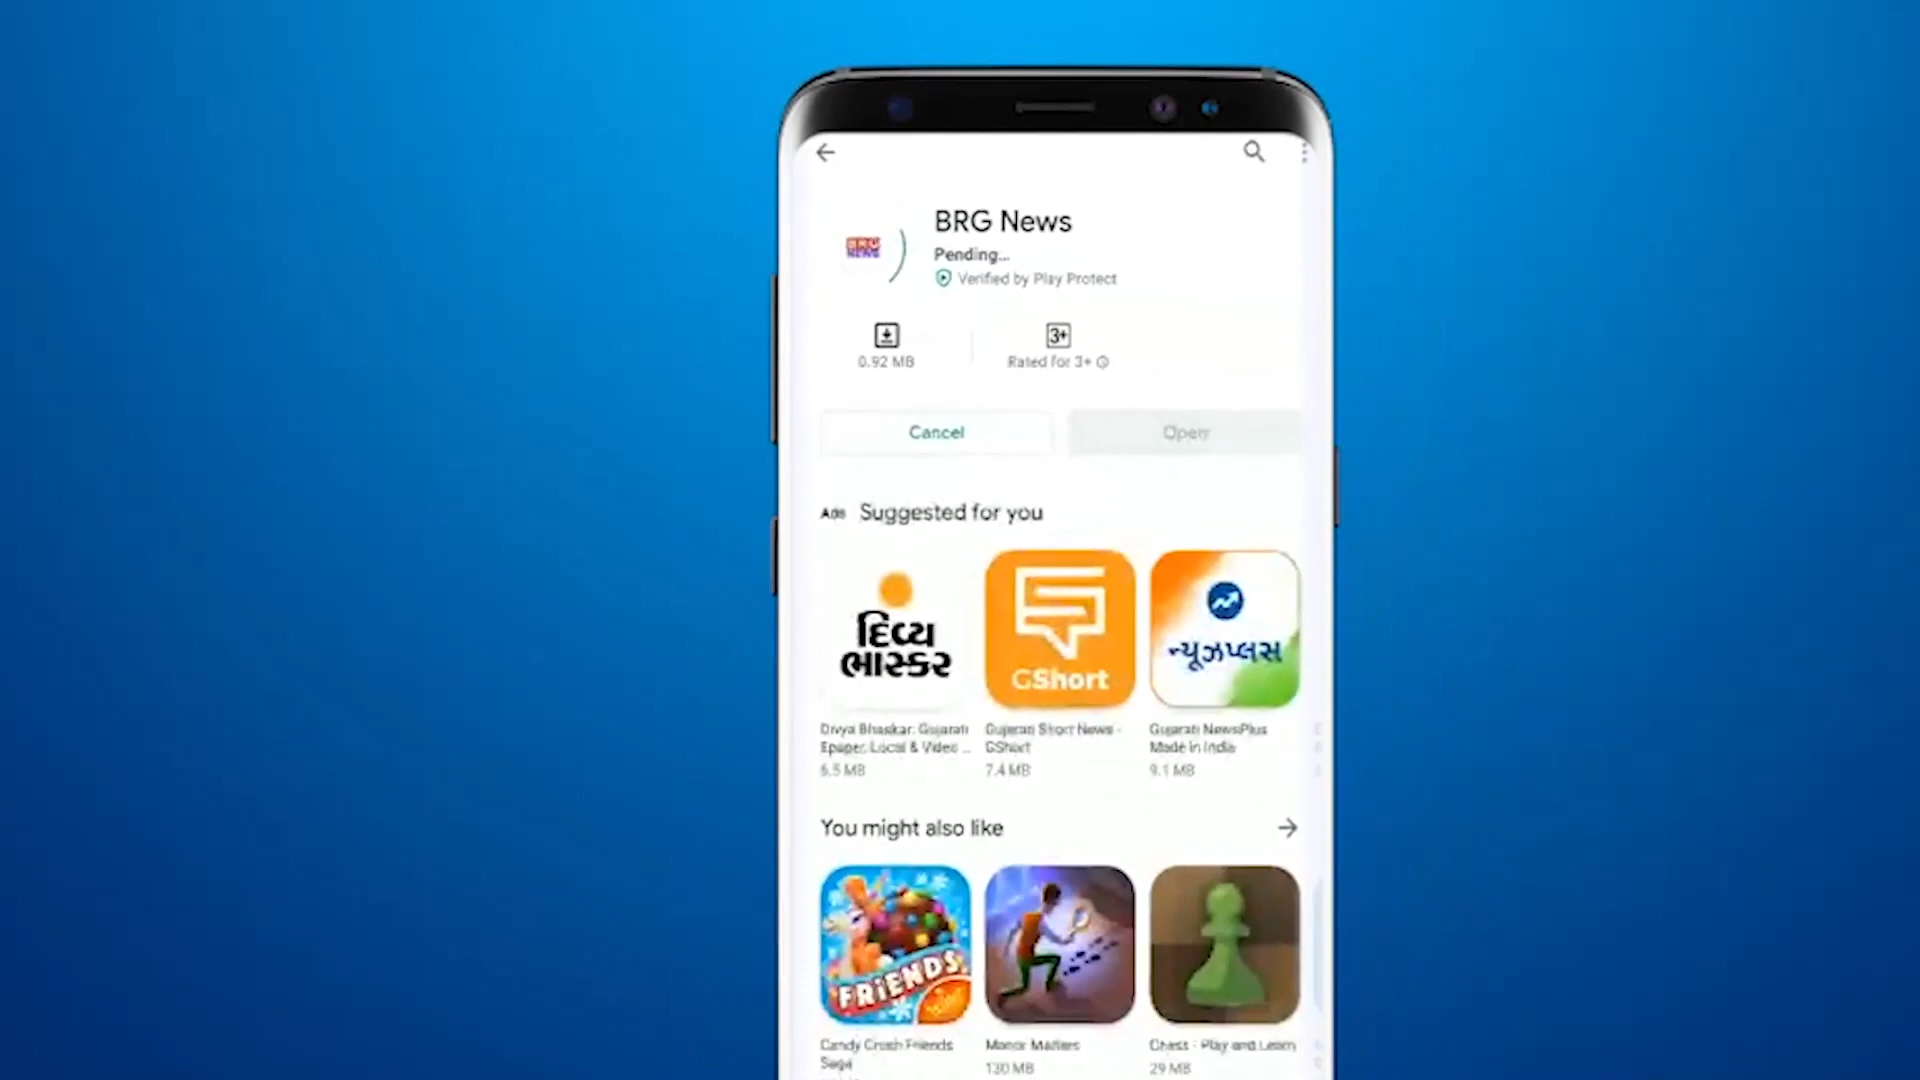 BRG News
BRG
NEWS
Pending...
Verified by Play Protect
3+
0.92 MB
Rated for 3+
Cancel
Open
Ads Suggested for you
દિવ્ય
ભાસ્કર
GShort
ન્યૂઝપ્લસ
Divya Bhaskar: Gujarati
Epaper, Local & Video ...
6.5 MB
Gujarati Short News -
GShort
7.4 MB
Gujarati NewsPlus
Made in India
9.1 MB
You might also like
FRIENDS
Candy Crush Friends
Saga
Manor Matters
130 MB
Chess - Play and Learn
29 MB